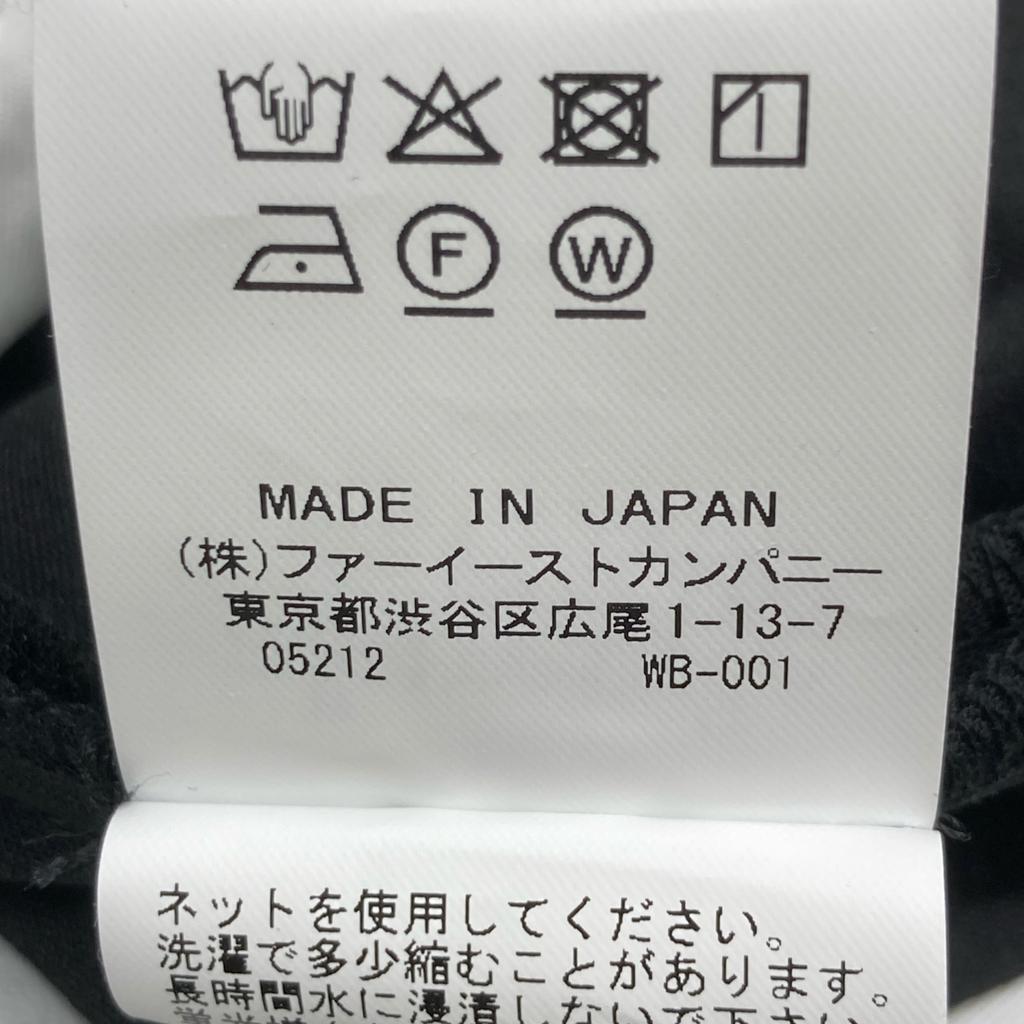 F W
MADE IN JAPAN
(株)ファーイーストカンパニー
東京都渋谷区広尾1-13-7
05212 WB-001
ネットを使用してください。
洗濯で多少縮むことがあります。
長時間水に浸漬しないで下さい